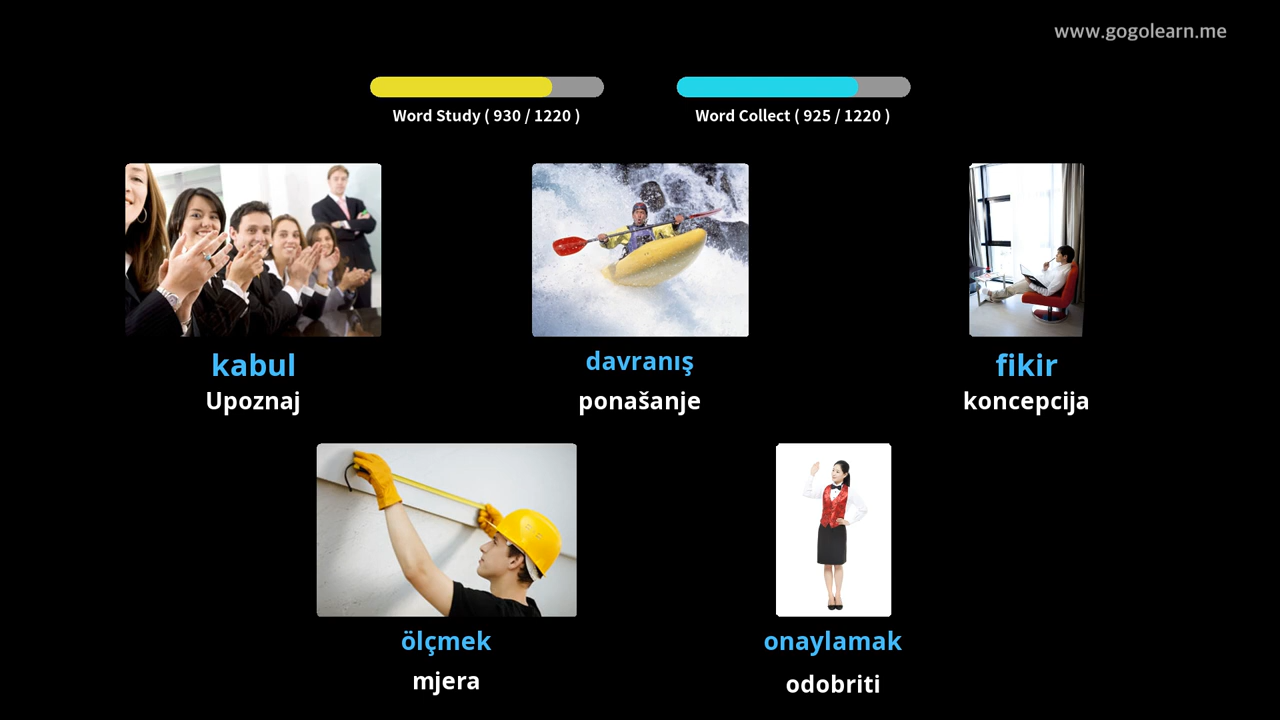 www.gogolearn.me
Word Study ( 930 / 1220 )
Word Collect ( 925 / 1220 )
kabul
Upoznaj
davranış
ponašanje
fikir
koncepcija
ölçmek
mjera
onaylamak
odobriti